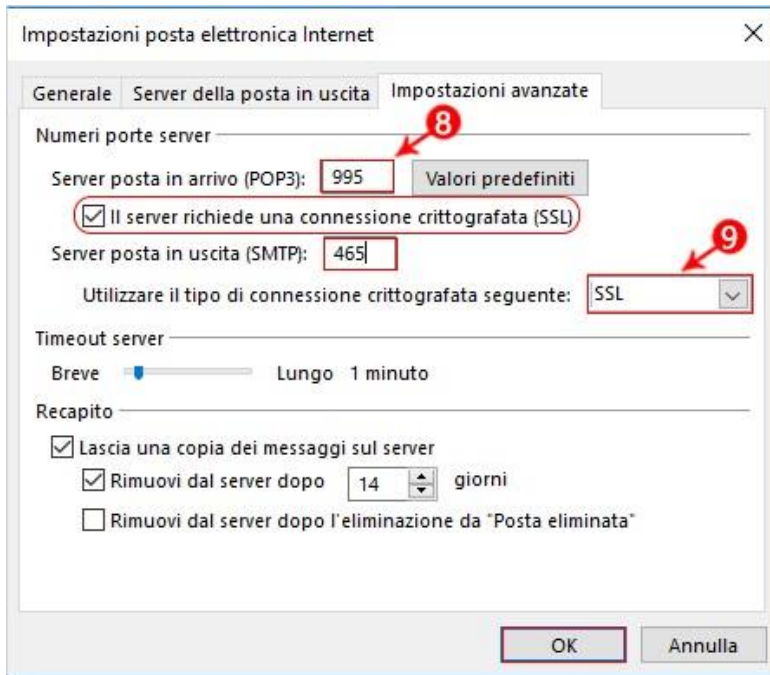 Impostazioni posta elettronica Internet
Generale Server della posta in uscita Impostazioni avanzate
8
Numeri porte server
Server posta in arrivo (POP3): 995 Valori predefiniti
Il server richiede una connessione crittografata (SSL)
9
Server posta in uscita (SMTP): 465
Utilizzare il tipo di connessione crittografata seguente: SSL
Timeout server
Breve Lungo 1 minuto
Recapito
Lascia una copia dei messaggi sul server
Rimuovi dal server dopo 14 giorni
Rimuovi dal server dopo l'eliminazione da "Posta eliminata"
OK Annulla